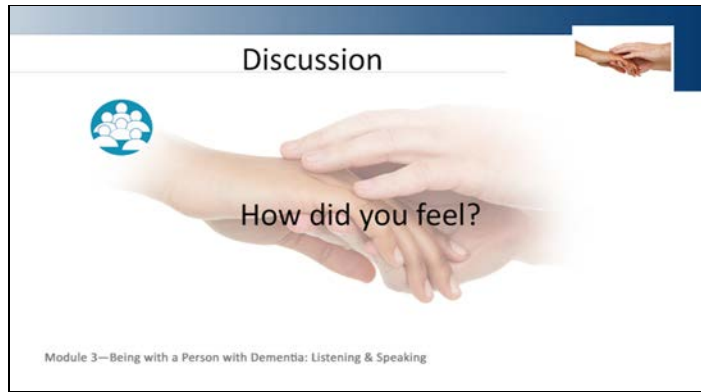 Discussion
How did you feel?
Module 3—Being with a Person with Dementia: Listening & Speaking